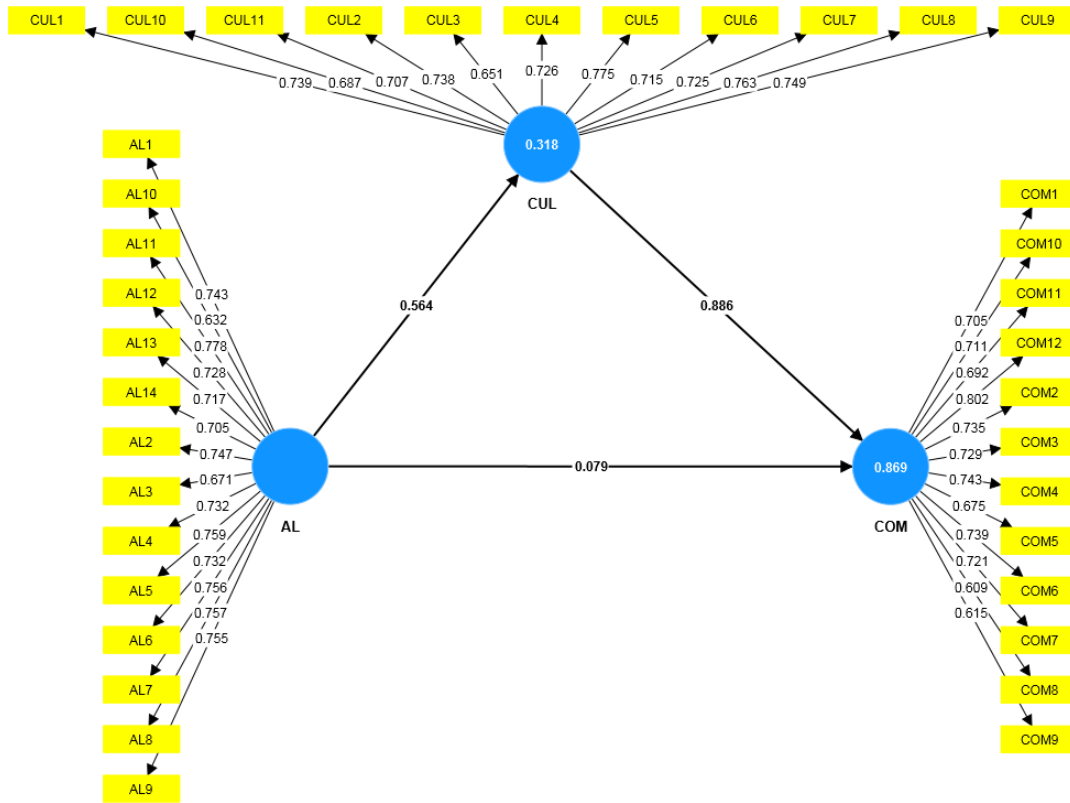 CUL1 CUL10 CUL11 CUL2 CUL3 CUL4 CUL5 CUL6 CUL7 CUL8 CUL9
0.739 0.687 0.707 0.738 0.651 0.726 0.775 0.715 0.725 0.763 0.749
0.318
CUL
AL1
AL10
AL11
AL12
AL13
AL14
AL2
AL3
AL4
AL5
AL6
AL7
AL8
AL9
0.743
0.632
0.778
0.728
0.717
0.705
0.747
0.671
0.732
0.759
0.732
0.756
0.757
0.755
AL
0.564
0.886
0.079
0.869
COM
0.705
0.711
0.692
0.802
0.735
0.729
0.743
0.675
0.739
0.721
0.609
0.615
COM1
COM10
COM11
COM12
COM2
COM3
COM4
COM5
COM6
COM7
COM8
COM9